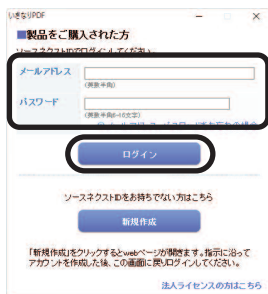 いきなりPDF
■製品をご購入された方
ソースネクストIDでログインしてください
メールアドレス
(英数半角)
パスワード
(英数半角6~16文字)
ログイン
ソースネクストIDをお持ちでない方はこちら
新規作成
「新規作成」をクリックするとwebページが開きます。指示に沿って
アカウントを作成した後、この画面に戻りログインしてください。
法人ライセンスの方はこちら